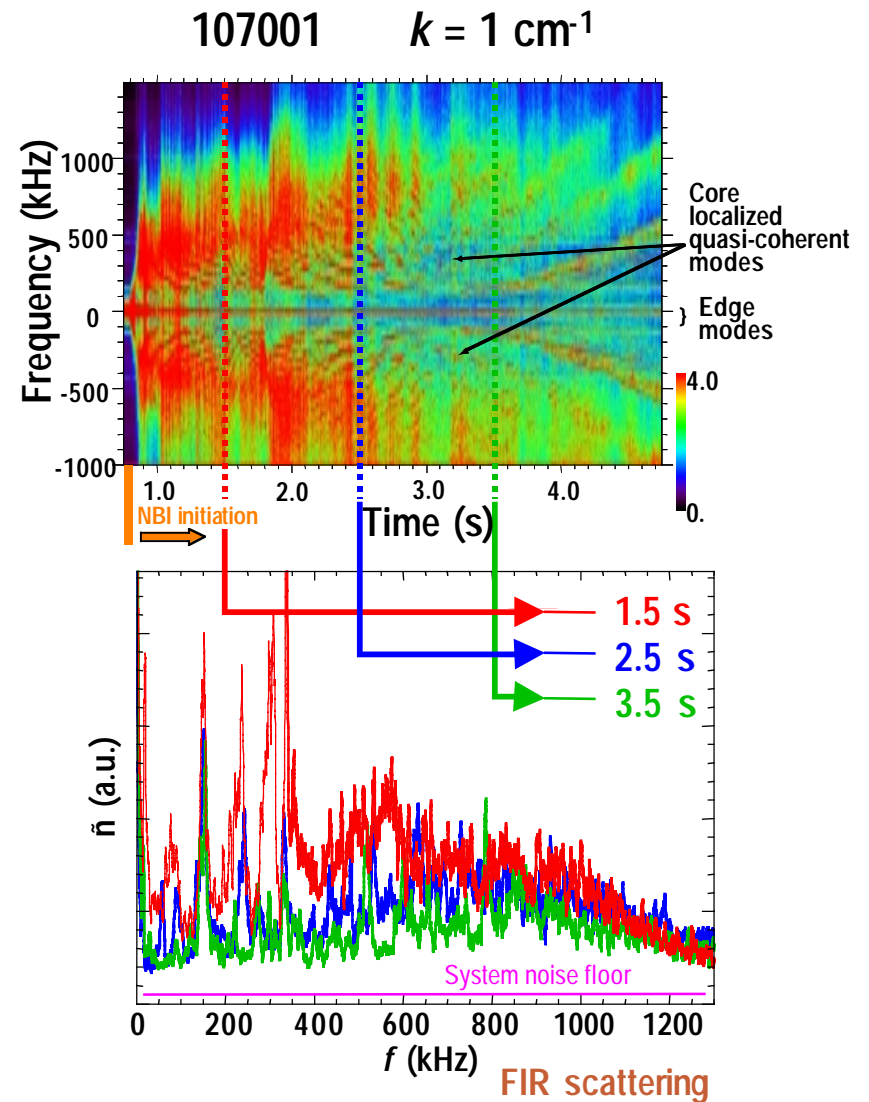 107001 k = 1 cm-1
Frequency (kHz)
1000
500
0
-500
-1000
Core
localized
quasi-coherent
modes
} Edge
modes
4.0
0.
1.0 2.0 3.0 4.0
NBI initiation
Time (s)
1.5 s
2.5 s
3.5 s
ñ (a.u.)
System noise floor
0 200 400 600 800 1000 1200
f (kHz)
FIR scattering